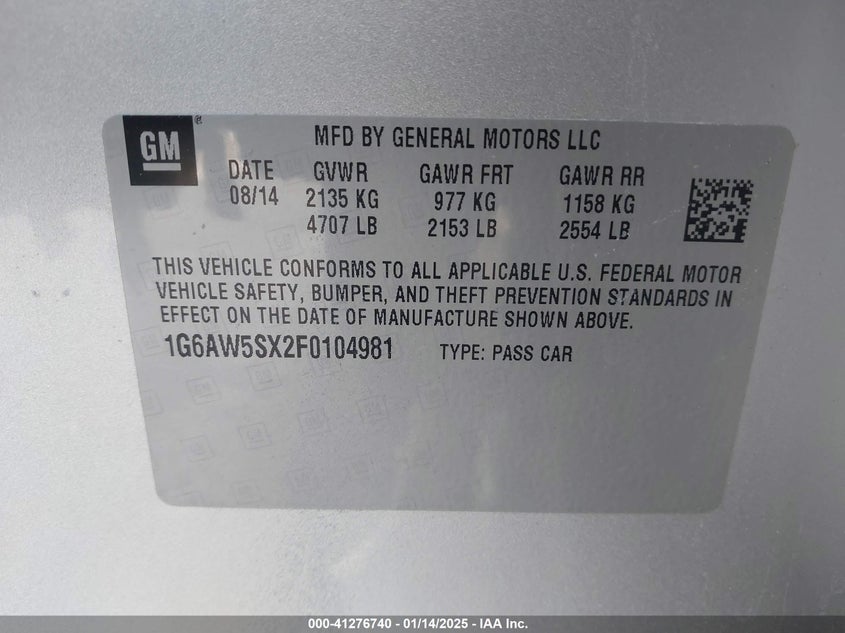 GM ®
MFD BY GENERAL MOTORS LLC
DATE GVWR GAWR FRT GAWR RR
08/14 2135 KG 977 KG 1158 KG
4707 LB 2153 LB 2554 LB
THIS VEHICLE CONFORMS TO ALL APPLICABLE U.S. FEDERAL MOTOR
VEHICLE SAFETY, BUMPER, AND THEFT PREVENTION STANDARDS IN
EFFECT ON THE DATE OF MANUFACTURE SHOWN ABOVE.
1G6AW5SX2F0104981 TYPE: PASS CAR
000-41276740 - 01/14/2025 - IAA Inc.